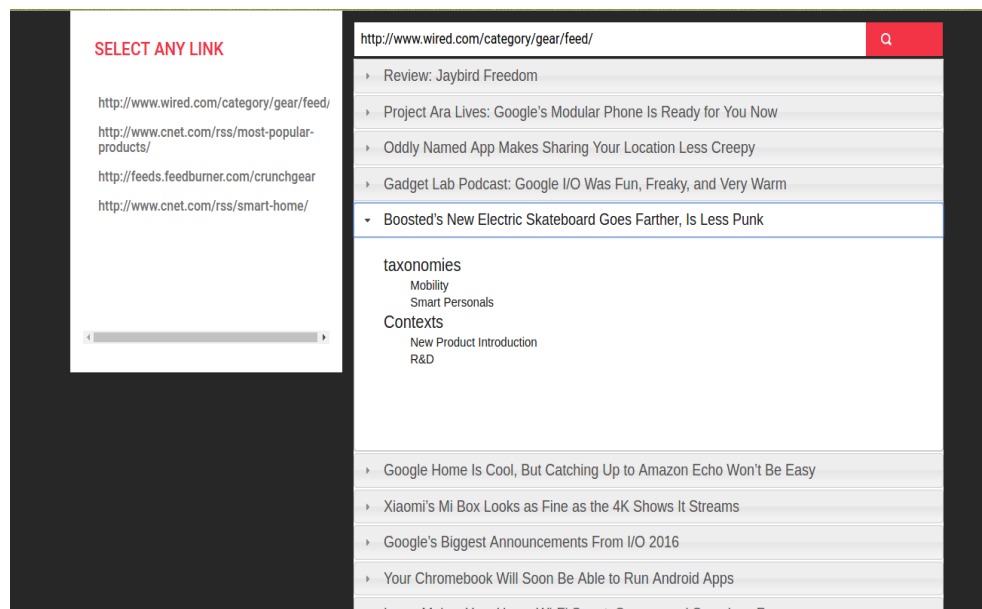 SELECT ANY LINK
http://www.wired.com/category/gear/feed/
http://www.cnet.com/rss/most-popular-
products/
http://feeds.feedburner.com/crunchgear
http://www.cnet.com/rss/smart-home/
http://www.wired.com/category/gear/feed/
Review: Jaybird Freedom
Project Ara Lives: Google’s Modular Phone Is Ready for You Now
Oddly Named App Makes Sharing Your Location Less Creepy
Gadget Lab Podcast: Google I/O Was Fun, Freaky, and Very Warm
Boosted’s New Electric Skateboard Goes Farther, Is Less Punk
taxonomies
Mobility
Smart Personals
Contexts
New Product Introduction
R&D
Google Home Is Cool, But Catching Up to Amazon Echo Won’t Be Easy
Xiaomi’s Mi Box Looks as Fine as the 4K Shows It Streams
Google’s Biggest Announcements From I/O 2016
Your Chromebook Will Soon Be Able to Run Android Apps